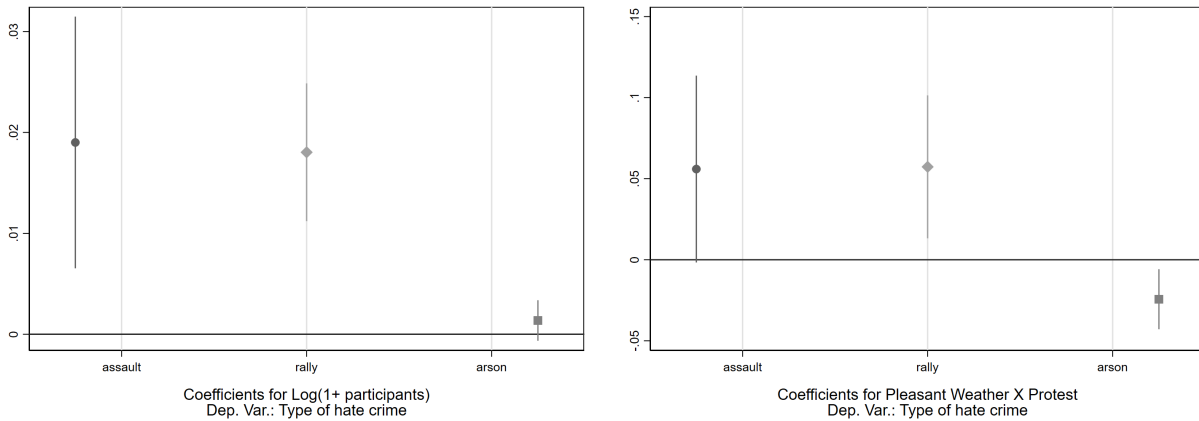 .03
.02
.01
0
assault rally arson
Coefficients for Log(1+ participants)
Dep. Var.: Type of hate crime
.15
.1
.05
0
-.05
assault rally arson
Coefficients for Pleasant Weather X Protest
Dep. Var.: Type of hate crime